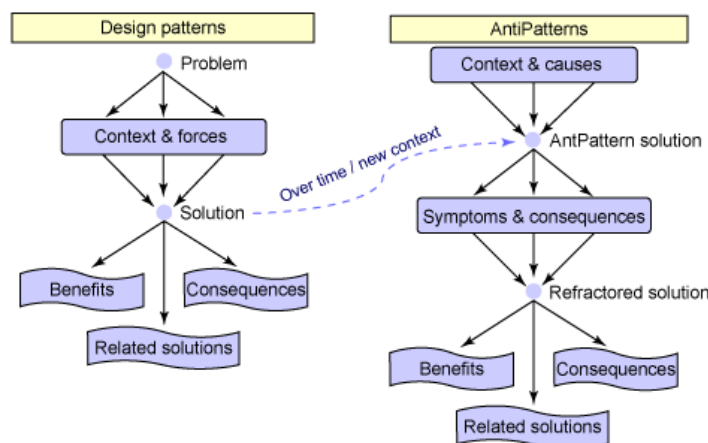 Design patterns
Problem
Context & forces
Solution
Benefits
Consequences
Related solutions
Over time / new context
AntiPatterns
Context & causes
AntPattern solution
Symptoms & consequences
Refractored solution
Benefits
Consequences
Related solutions